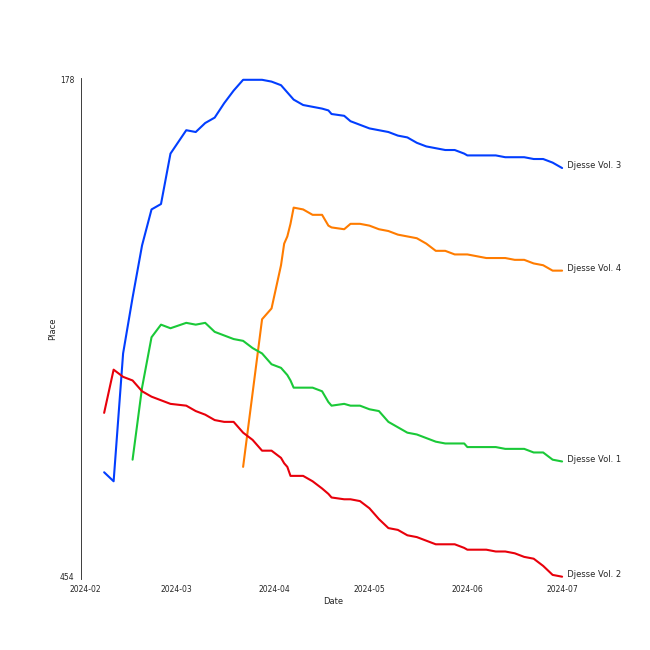 178
Djesse Vol. 3
Djesse Vol. 4
Place
Djesse Vol. 1
Djesse Vol. 2
454
2024-02 2024-03 2024-04 2024-05 2024-06 2024-07
Date